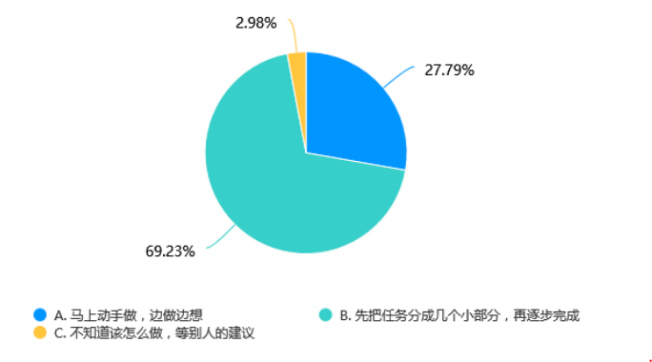 2.98%
27.79%
69.23%
A. 马上动手做，边做边想
B. 先把任务分成几个小部分，再逐步完成
C. 不知道该怎么做，等别人的建议